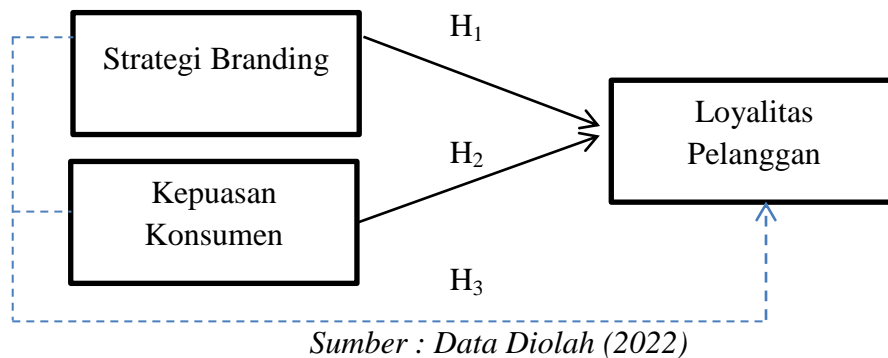 H₁
Strategi Branding
Loyalitas
Pelanggan
H₂
Kepuasan
Konsumen
H₃
Sumber : Data Diolah (2022)